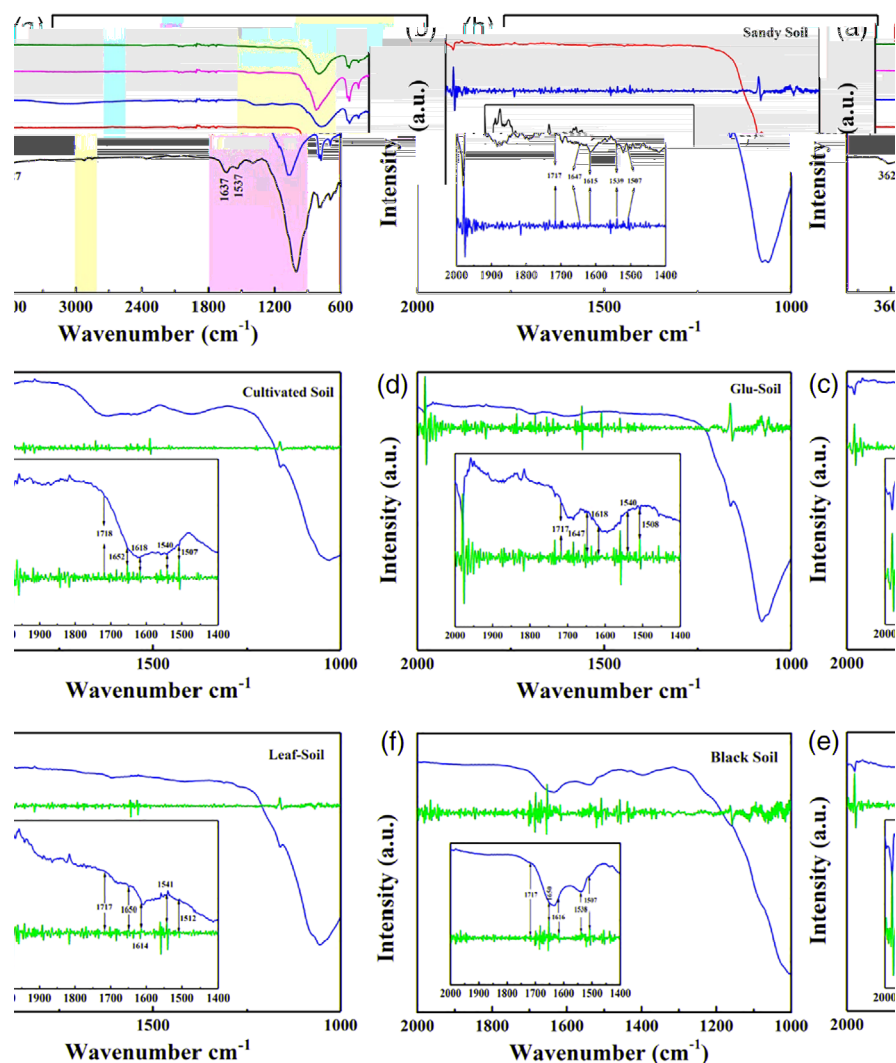 (b)
(h)
Sandy Soil
(a)
Intensity (a.u.)
Intensity (a.u.)
1637
1537
1717
1647
1615
1539
1507
2000 1900 1800 1700 1600 1500 1400
3000 2400 1800 1200 600
2000 1500 1000
Wavenumber (cm-1)
Wavenumber cm-1
Cultivated Soil
(d)
Glu-Soil
(c)
Intensity (a.u.)
Intensity (a.u.)
1718
1652
1618
1540
1507
1717
1647
1618
1540
1508
1900 1800 1700 1600 1500 1400
2000 1900 1800 1700 1600 1500 1400
1500 1000
2000 1500 1000
2000
Wavenumber cm-1
Wavenumber cm-1
Leaf-Soil
(f)
Black Soil
(e)
Intensity (a.u.)
Intensity (a.u.)
1717
1650
1614
1541
1512
1717
1650
1616
1538
1507
1900 1800 1700 1600 1500 1400
2000 1900 1800 1700 1600 1500 1400
1500 1000
2000 1800 1600 1400 1200 1000
2000
Wavenumber cm-1
Wavenumber cm-1